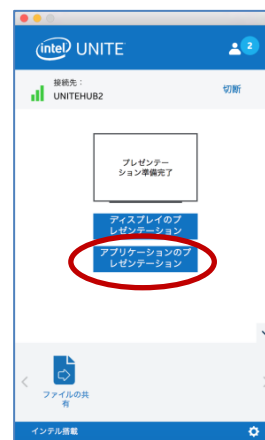 intel UNITE
2
接続先：
UNITEHUB2
切断
プレゼンテー
ション準備完了
ディスプレイのプ
レゼンテーション
アプリケーションのプ
レゼンテーション
ファイルの共
有
インテル搭載